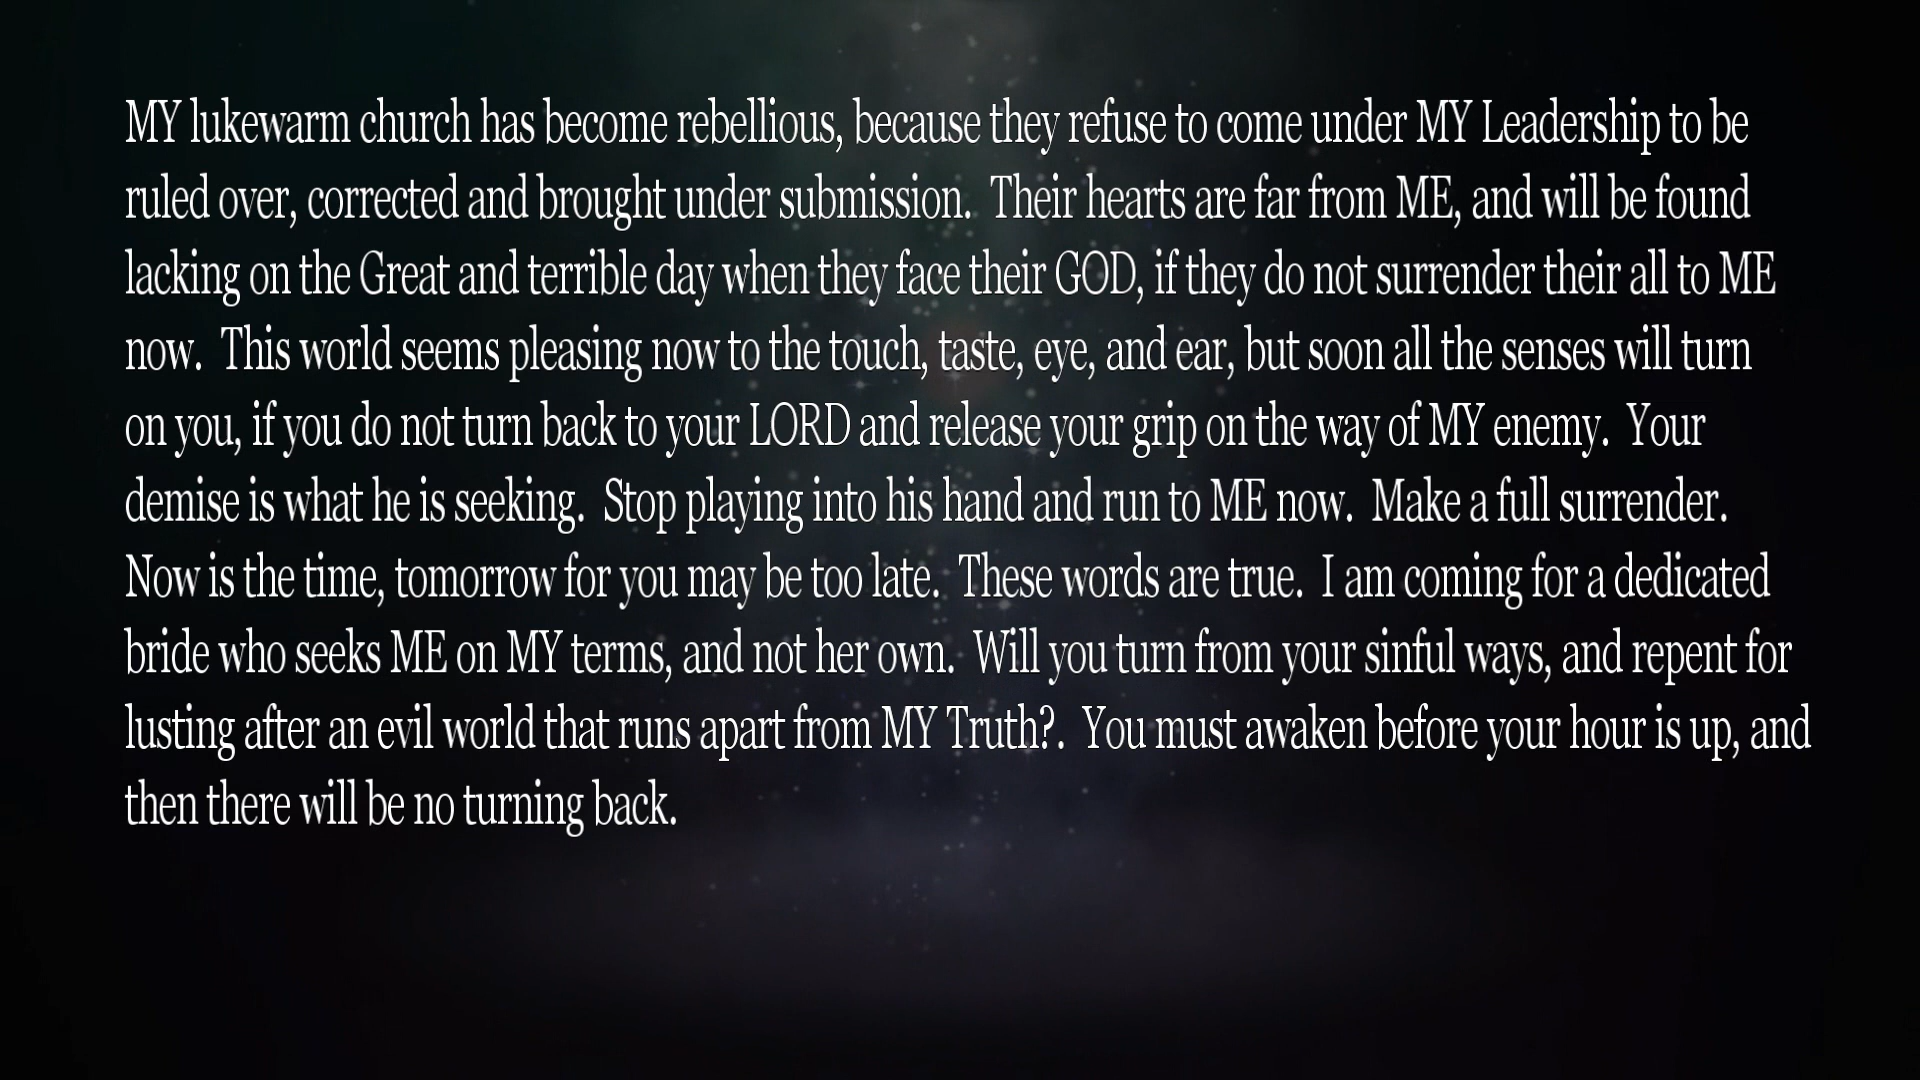 MY lukewarm church has become rebellious, because they refuse to come under MY Leadership to be
ruled over, corrected and brought under submission.  Their hearts are far from ME, and will be found
lacking on the Great and terrible day when they face their GOD, if they do not surrender their all to ME
now.  This world seems pleasing now to the touch, taste, eye, and ear, but soon all the senses will turn
on you, if you do not turn back to your LORD and release your grip on the way of MY enemy.  Your
demise is what he is seeking.  Stop playing into his hand and run to ME now.  Make a full surrender.
Now is the time, tomorrow for you may be too late.  These words are true.  I am coming for a dedicated
bride who seeks ME on MY terms, and not her own.  Will you turn from your sinful ways, and repent for
lusting after an evil world that runs apart from MY Truth?.  You must awaken before your hour is up, and
then there will be no turning back.